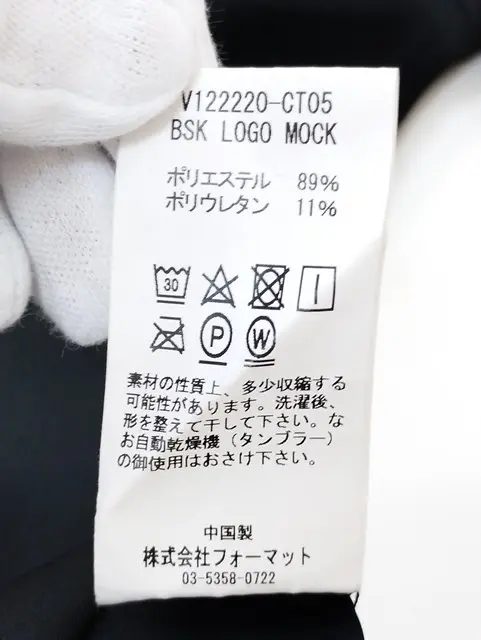 V122220-CT05
BSK LOGO MOCK
ポリエステル 89%
ポリウレタン 11%
30
P W
素材の性質上、多少収縮する
可能性があります。洗濯後、
形を整えて干して下さい。な
お自動乾燥機（タンブラー）
の御使用はおさけ下さい。
中国製
株式会社フォーマット
03-5358-0722